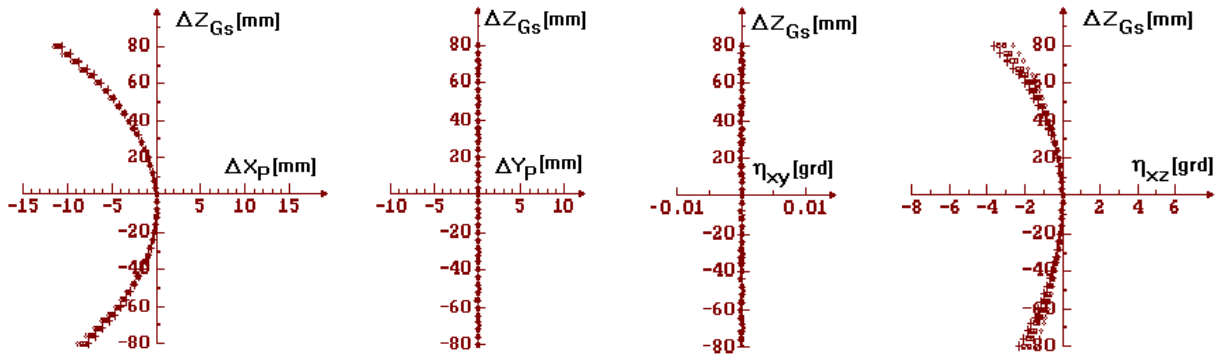 ΔZGs[mm] ΔZGs[mm] ΔZGs[mm] ΔZGs[mm]
80 80 80 80
60 60 60 60
40 40 40 40
20 20 20 20
ΔXP[mm] ΔYP[mm] ηxy[grd] ηxz[grd]
-15 -10 -5 5 10 15 -10 -5 5 10 -0.01 0.01 -8 -6 -4 -2 2 4 6
-20 -20 -20 -20
-40 -40 -40 -40
-60 -60 -60 -60
-80 -80 -80 -80